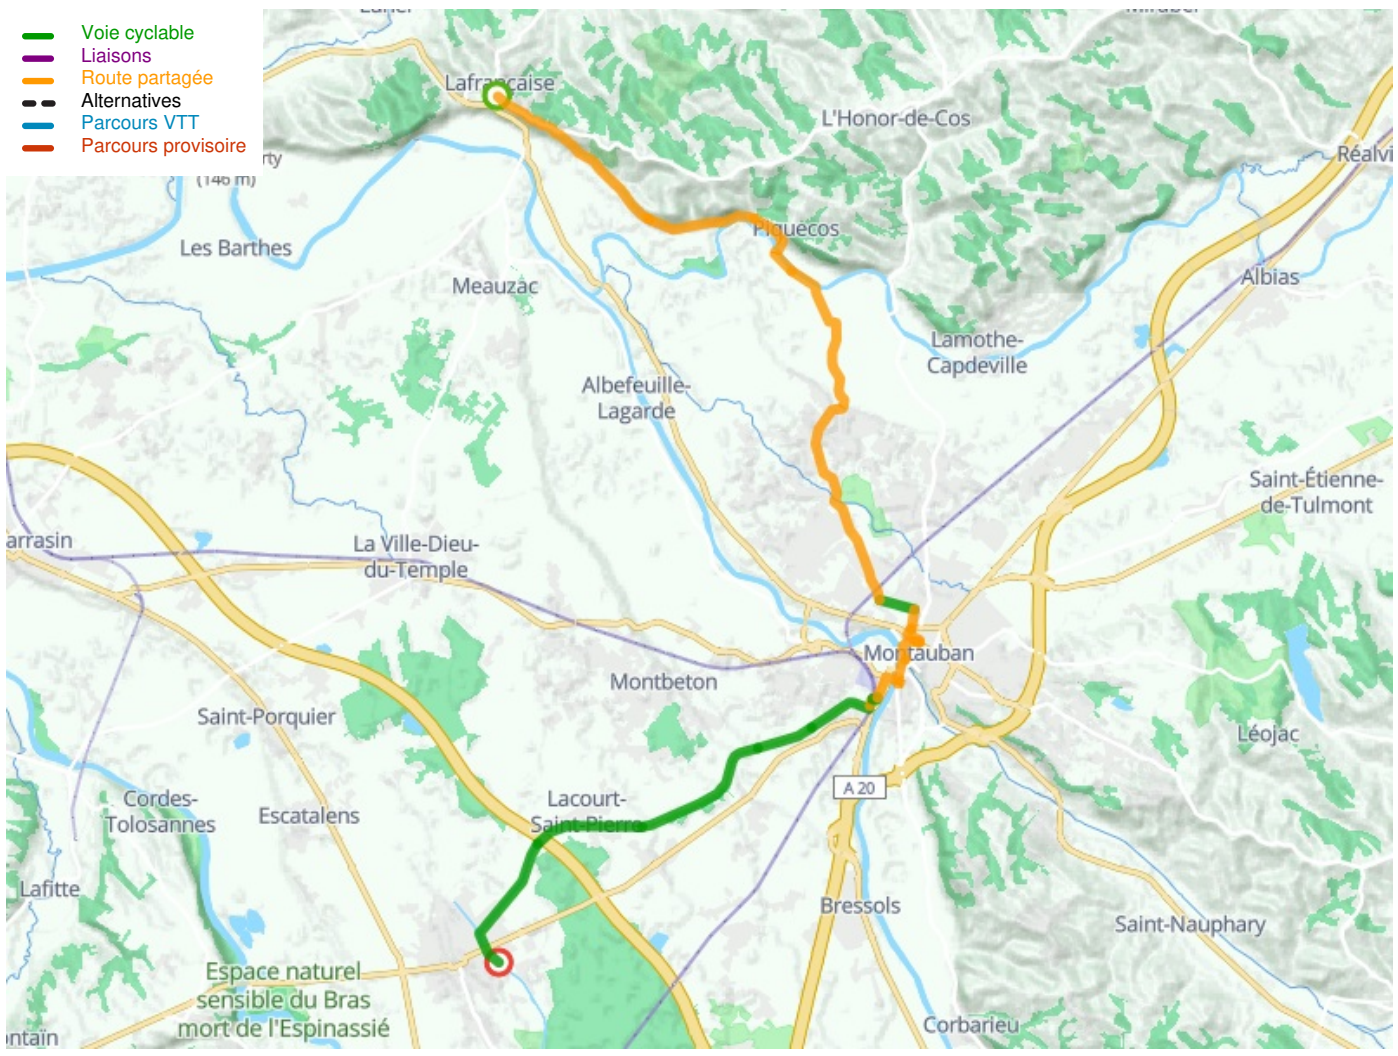 Voie cyclable
Liaisons
Route partagée
Alternatives
Parcours VTT
Parcours provisoire
Lafrançaise
L'Honor-de-Cos
(146 m)
Les Barthes
Piquecos
Meauzac
Albias
Lamothe-
Capdeville
Albefeuille-
Lagarde
Saint-Étienne-
de-Tulmont
La Ville-Dieu-
du-Temple
Montauban
Montbeton
Saint-Porquier
Léojac
A 20
Cordes-
Tolosannes
Escatalens
Lacourt-
Saint-Pierre
Lafitte
Bressols
Saint-Nauphary
Espace naturel
sensible du Bras
mort de l'Espinassié
Corbarieu